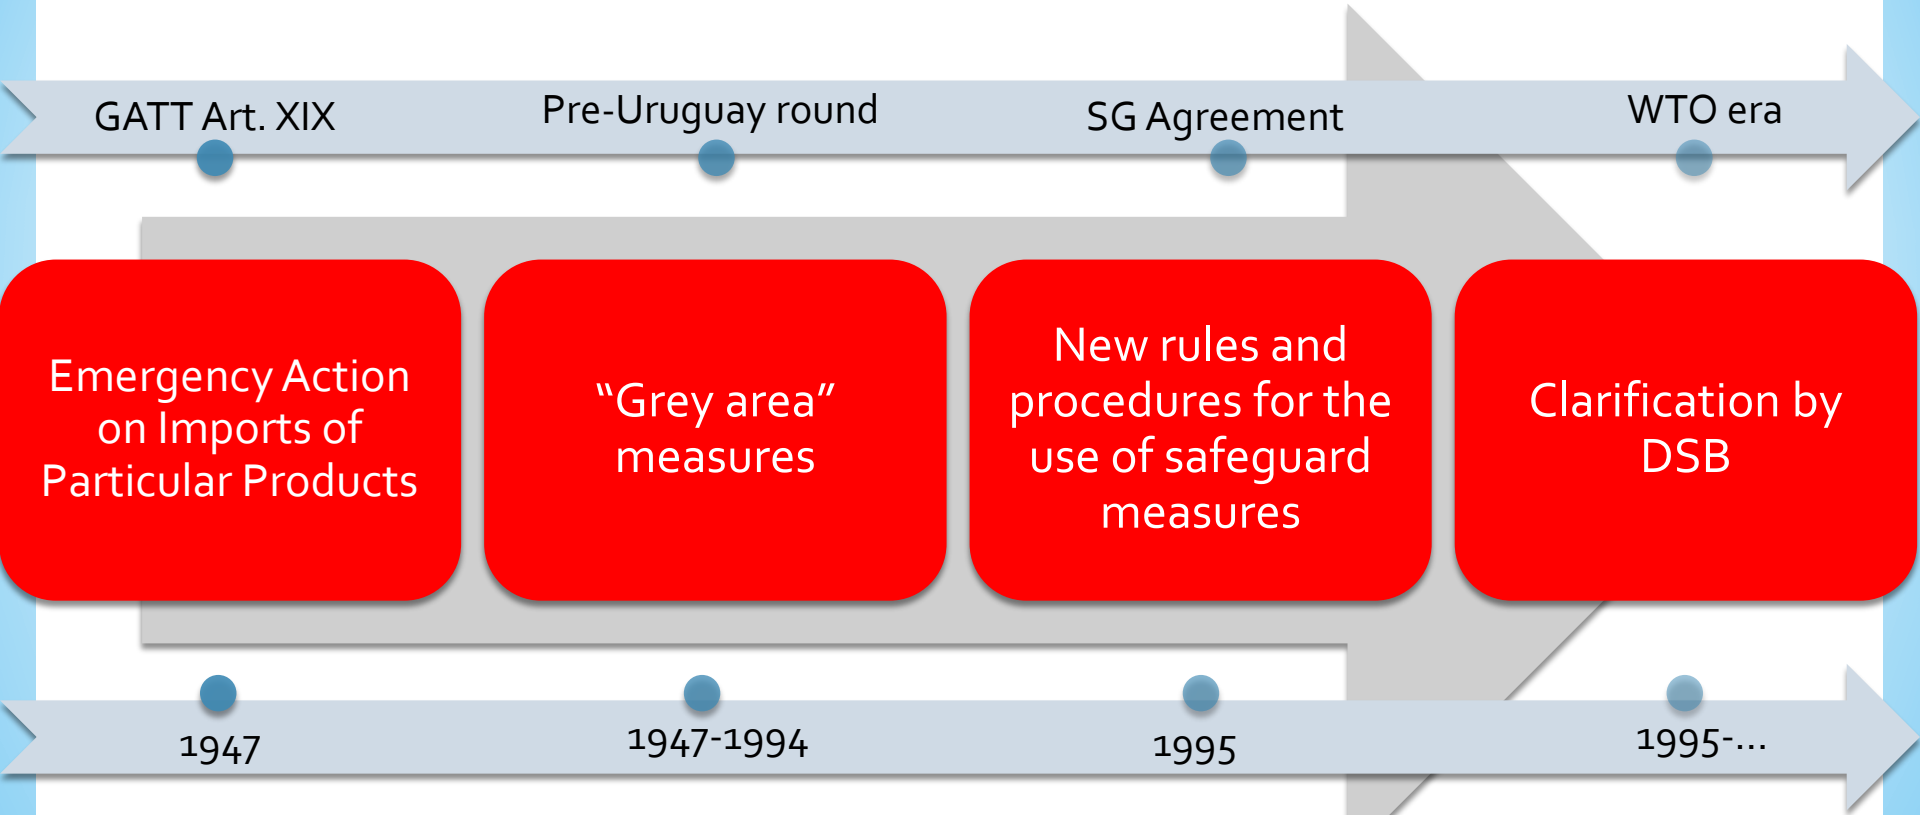 GATT Art. XIX
Pre-Uruguay round
SG Agreement
WTO era
Emergency Action
on Imports of
Particular Products
“Grey area”
measures
New rules and
procedures for the
use of safeguard
measures
Clarification by
DSB
1947
1947-1994
1995
1995-...